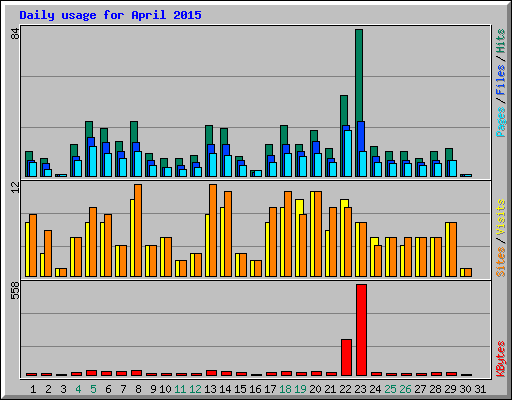 Daily usage for April 2015
84
Pages / Files / Hits
12
Sites / Visits
558
KBytes
1 2 3 4 5 6 7 8 9 10 11 12 13 14 15 16 17 18 19 20 21 22 23 24 25 26 27 28 29 30 31